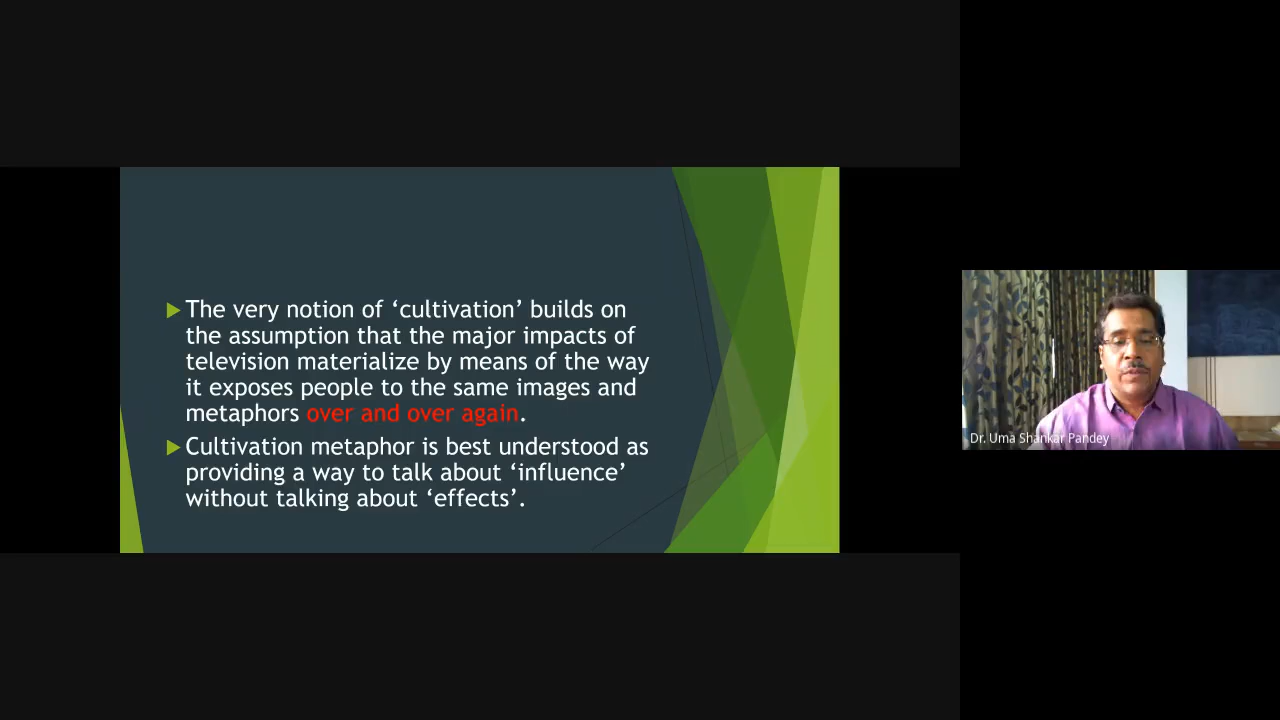 The very notion of ‘cultivation’ builds on
the assumption that the major impacts of
television materialize by means of the way
it exposes people to the same images and
metaphors over and over again.
Cultivation metaphor is best understood as
providing a way to talk about ‘influence’
without talking about ‘effects’.
Dr. Uma Shankar Pandey